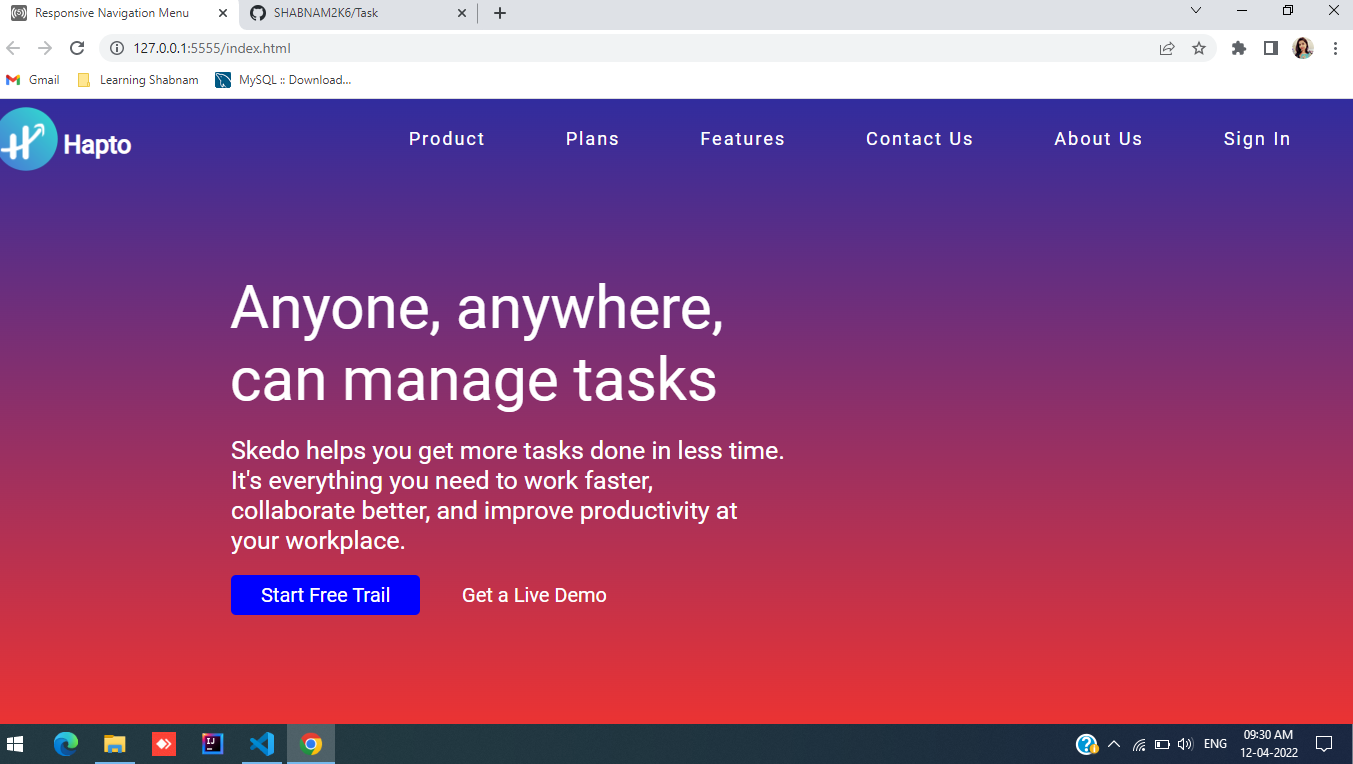 Responsive Navigation Menu
SHABNAM2K6/Task
127.0.0.1:5555/index.html
Gmail
Learning Shabnam
MySQL :: Download...
Hapto
Product
Plans
Features
Contact Us
About Us
Sign In
Anyone, anywhere,
can manage tasks
Skedo helps you get more tasks done in less time.
It's everything you need to work faster,
collaborate better, and improve productivity at
your workplace.
Start Free Trail
Get a Live Demo
IJ
ENG
09:30 AM
12-04-2022